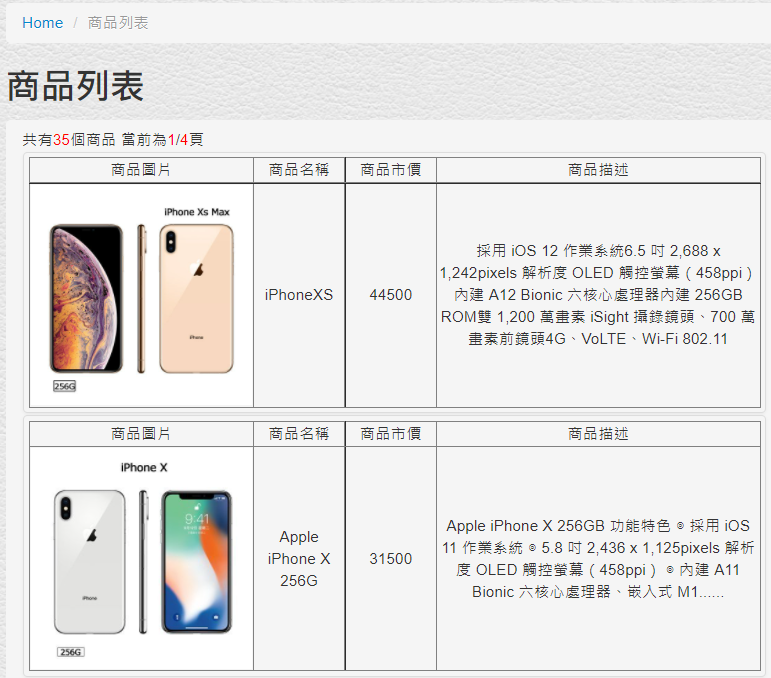 Home / 商品列表
商品列表
共有35個商品 當前為1/4頁
商品圖片 商品名稱 商品市價 商品描述
iPhone Xs Max
iPhone
256G
iPhoneXS
44500
採用 iOS 12 作業系統6.5 吋 2,688 x
1,242pixels 解析度 OLED 觸控螢幕（458ppi）
內建 A12 Bionic 六核心處理器內建 256GB
ROM雙 1,200 萬畫素 iSight 攝錄鏡頭、700 萬
畫素前鏡頭4G、VoLTE、Wi-Fi 802.11
商品圖片 商品名稱 商品市價 商品描述
iPhone X
9:41
iPhone
256G
Apple
iPhone X
256G
31500
Apple iPhone X 256GB 功能特色 ⊙ 採用 iOS
11 作業系統 ⊙ 5.8 吋 2,436 x 1,125pixels 解析
度 OLED 觸控螢幕（458ppi） ⊙ 內建 A11
Bionic 六核心處理器、嵌入式 M1......